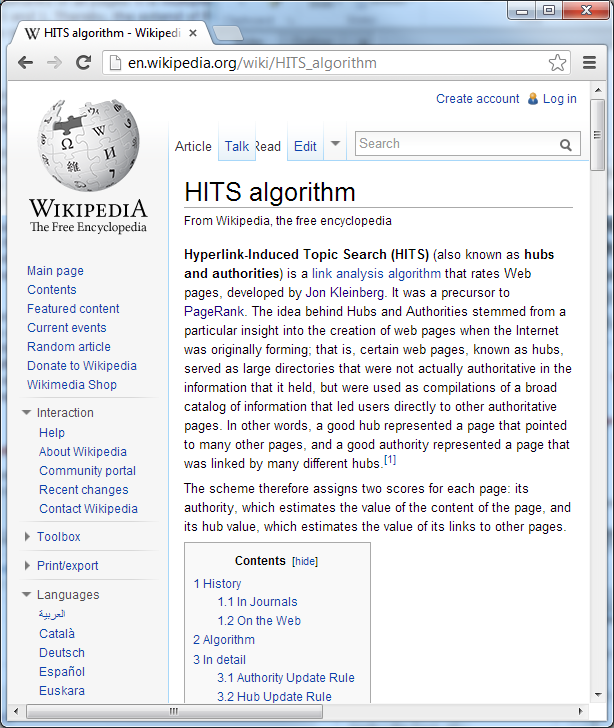 HITS algorithm - Wikipedi
en.wikipedia.org/wiki/HITS_algorithm
Create account Log in
Article Talk Read Edit Search
Ω W И 維
WIKIPEDIA
The Free Encyclopedia
Main page
Contents
Featured content
Current events
Random article
Donate to Wikipedia
Wikimedia Shop
Interaction
Help
About Wikipedia
Community portal
Recent changes
Contact Wikipedia
Toolbox
Print/export
Languages
العربية
Català
Deutsch
Español
Euskara
HITS algorithm
From Wikipedia, the free encyclopedia
Hyperlink-Induced Topic Search (HITS) (also known as hubs
and authorities) is a link analysis algorithm that rates Web
pages, developed by Jon Kleinberg. It was a precursor to
PageRank. The idea behind Hubs and Authorities stemmed from a
particular insight into the creation of web pages when the Internet
was originally forming; that is, certain web pages, known as hubs,
served as large directories that were not actually authoritative in the
information that it held, but were used as compilations of a broad
catalog of information that led users directly to other authoritative
pages. In other words, a good hub represented a page that pointed
to many other pages, and a good authority represented a page that
was linked by many different hubs.[1]
The scheme therefore assigns two scores for each page: its
authority, which estimates the value of the content of the page, and
its hub value, which estimates the value of its links to other pages.
Contents [hide]
1 History
1.1 In Journals
1.2 On the Web
2 Algorithm
3 In detail
3.1 Authority Update Rule
3.2 Hub Update Rule